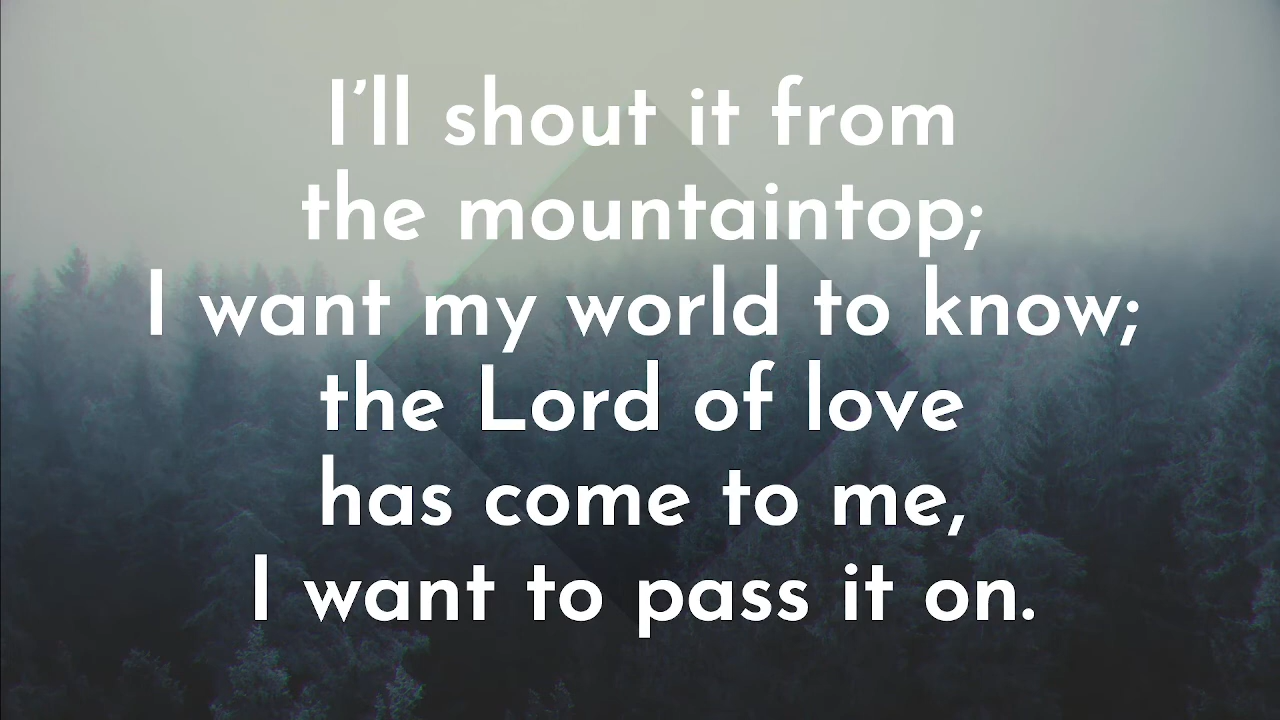 I’ll shout it from
the mountaintop;
I want my world to know;
the Lord of love
has come to me,
I want to pass it on.